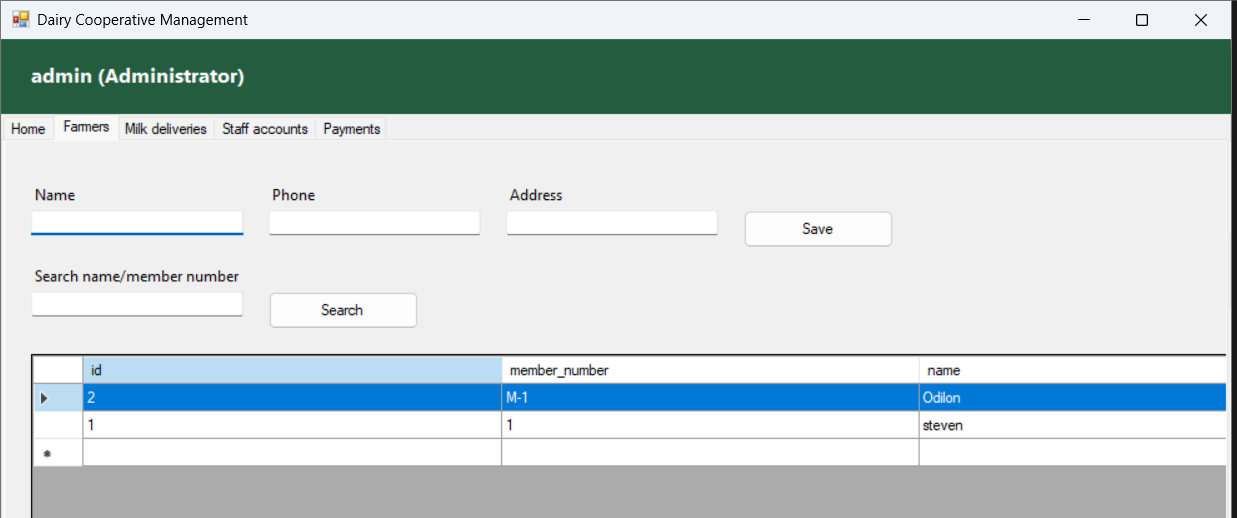 Dairy Cooperative Management
admin (Administrator)
Home Farmers Milk deliveries Staff accounts Payments
Name Phone Address
Save
Search name/member number
Search
id member_number name
2 M-1 Odilon
1 1 steven